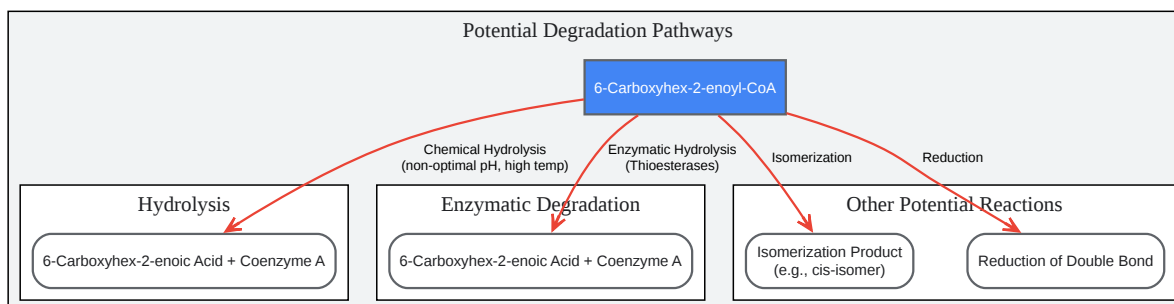 Potential Degradation Pathways
6-Carboxyhex-2-enoyl-CoA
Chemical Hydrolysis
(non-optimal pH, high temp)
Enzymatic Hydrolysis
(Thioesterases)
Isomerization
Reduction
Hydrolysis
Enzymatic Degradation
Other Potential Reactions
6-Carboxyhex-2-enoic Acid + Coenzyme A
6-Carboxyhex-2-enoic Acid + Coenzyme A
Isomerization Product
(e.g., cis-isomer)
Reduction of Double Bond